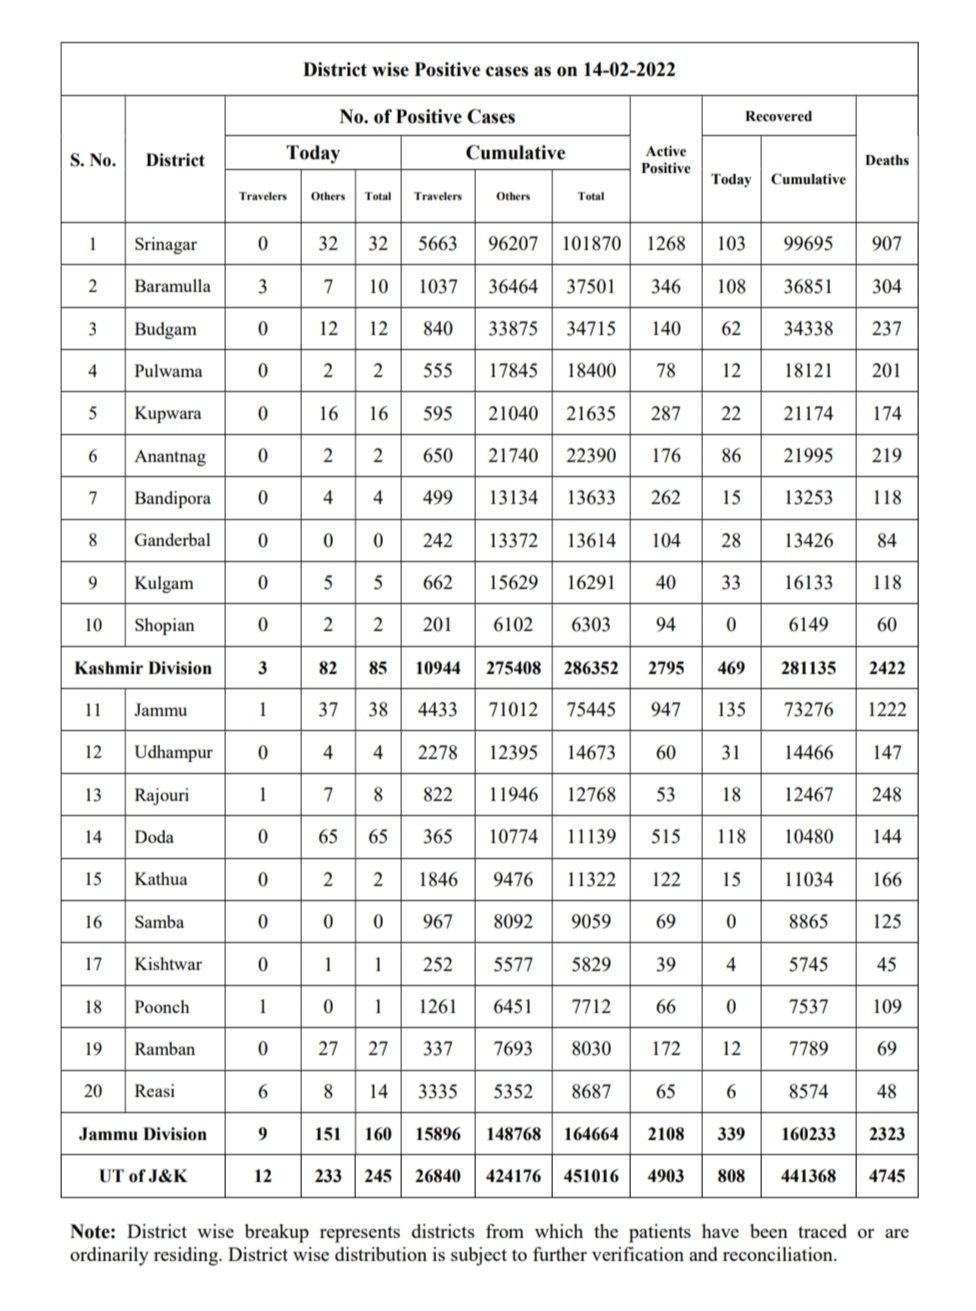 District wise Positive cases as on 14-02-2022
S. No. District No. of Positive Cases Active Positive Recovered Deaths
Today Cumulative Today Cumulative
Travelers Others Total Travelers Others Total
1 Srinagar 0 32 32 5663 96207 101870 1268 103 99695 907
2 Baramulla 3 7 10 1037 36464 37501 346 108 36851 304
3 Budgam 0 12 12 840 33875 34715 140 62 34338 237
4 Pulwama 0 2 2 555 17845 18400 78 12 18121 201
5 Kupwara 0 16 16 595 21040 21635 287 22 21174 174
6 Anantnag 0 2 2 650 21740 22390 176 86 21995 219
7 Bandipora 0 4 4 499 13134 13633 262 15 13253 118
8 Ganderbal 0 0 0 242 13372 13614 104 28 13426 84
9 Kulgam 0 5 5 662 15629 16291 40 33 16133 118
10 Shopian 0 2 2 201 6102 6303 94 0 6149 60
Kashmir Division 3 82 85 10944 275408 286352 2795 469 281135 2422
11 Jammu 1 37 38 4433 71012 75445 947 135 73276 1222
12 Udhampur 0 4 4 2278 12395 14673 60 31 14466 147
13 Rajouri 1 7 8 822 11946 12768 53 18 12467 248
14 Doda 0 65 65 365 10774 11139 515 118 10480 144
15 Kathua 0 2 2 1846 9476 11322 122 15 11034 166
16 Samba 0 0 0 967 8092 9059 69 0 8865 125
17 Kishtwar 0 1 1 252 5577 5829 39 4 5745 45
18 Poonch 1 0 1 1261 6451 7712 66 0 7537 109
19 Ramban 0 27 27 337 7693 8030 172 12 7789 69
20 Reasi 6 8 14 3335 5352 8687 65 6 8574 48
Jammu Division 9 151 160 15896 148768 164664 2108 339 160233 2323
UT of J&K 12 233 245 26840 424176 451016 4903 808 441368 4745
Note: District wise breakup represents districts from which the patients have been traced or are
ordinarily residing. District wise distribution is subject to further verification and reconciliation.